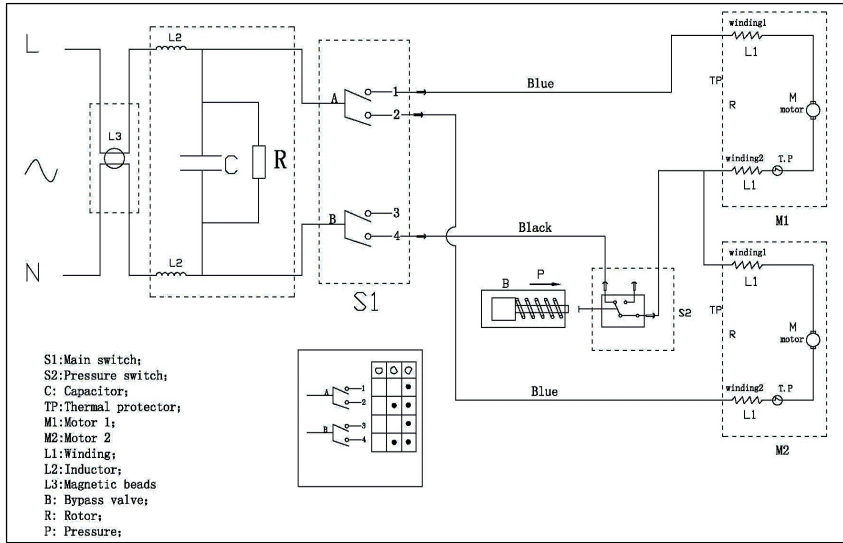 L
L2
L3
C
R
N
L2
A
1
2
B
3
4
S1
Blue
Black
Blue
winding1
L1
TP
R
M
motor
winding2
T.P
L1
M1
B
P
S2
winding1
L1
TP
R
M
motor
winding2
T.P
L1
M2
S1:Main switch;
S2:Pressure switch;
C: Capacitor;
TP:Thermal protector;
M1:Motor 1;
M2:Motor 2
L1:Winding;
L2:Inductor;
L3:Magnetic beads
B: Bypass valve;
R: Rotor;
P: Pressure;
0 0 0
A
1
2
B
3
4